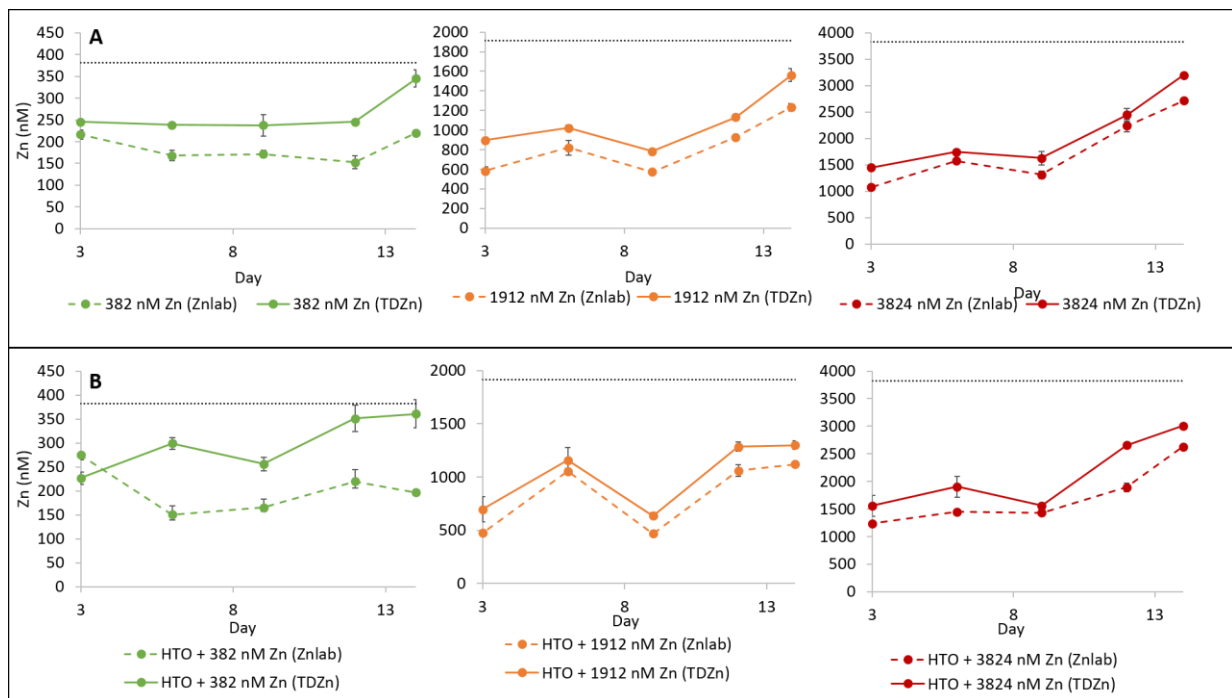 A
450
400
350
300
250
200
150
100
50
0
Zn (nM)
3 8 13
Day
382 nM Zn (Znlab) 382 nM Zn (TDZn)
2000
1800
1600
1400
1200
1000
800
600
400
200
0
3 8 13
Day
1912 nM Zn (Znlab) 1912 nM Zn (TDZn)
4000
3500
3000
2500
2000
1500
1000
500
0
3 8 13
Day
3824 nM Zn (Znlab) 3824 nM Zn (TDZn)
B
450
400
350
300
250
200
150
100
50
0
Zn (nM)
3 8 13
Day
HTO + 382 nM Zn (Znlab)
HTO + 382 nM Zn (TDZn)
2000
1500
1000
500
0
3 8 13
Day
HTO + 1912 nM Zn (Znlab)
HTO + 1912 nM Zn (TDZn)
4000
3500
3000
2500
2000
1500
1000
500
0
3 8 13
Day
HTO + 3824 nM Zn (Znlab)
HTO + 3824 nM Zn (TDZn)